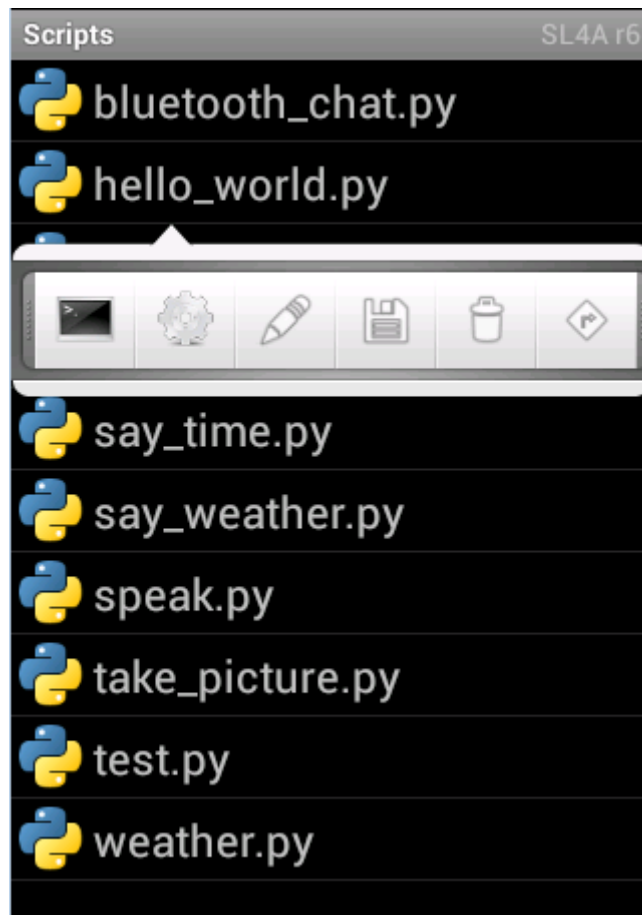 Scripts SL4A r6
bluetooth_chat.py
hello_world.py
>_
say_time.py
say_weather.py
speak.py
take_picture.py
test.py
weather.py